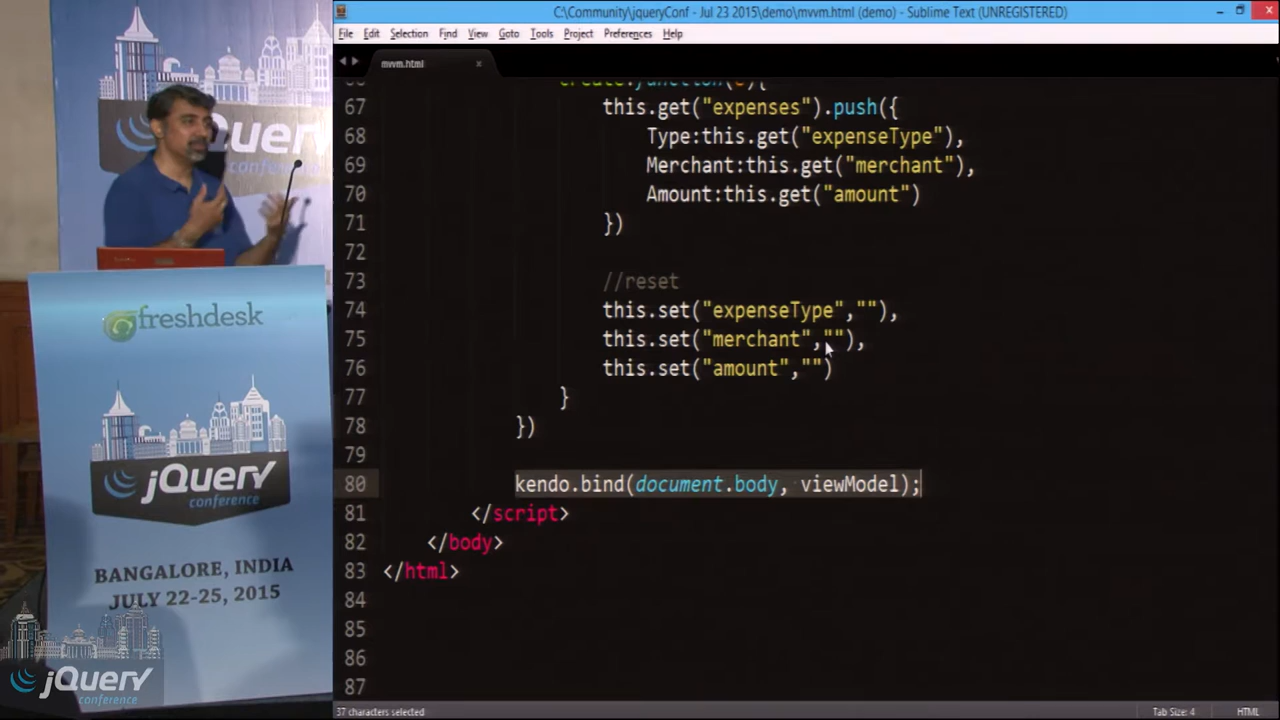 C:\Community\jqueryConf - Jul 23 2015\demo\mvvm.html (demo) - Sublime Text (UNREGISTERED)
File Edit Selection Find View Goto Tools Project Preferences Help
mvvm.html
67 this.get("expenses").push({
68 Type:this.get("expenseType"),
69 Merchant:this.get("merchant"),
70 Amount:this.get("amount")
71 })
72
73 //reset
74 this.set("expenseType",""),
75 this.set("merchant",""),
76 this.set("amount","")
77 }
78 })
79
80 kendo.bind(document.body, viewModel);
81 </script>
82 </body>
83 </html>
84
85
86
87
37 characters selected
Tab Size: 4
HTML
freshdesk
jQuery
conference
BANGALORE, INDIA
JULY 22-25, 2015
jQuery
conference